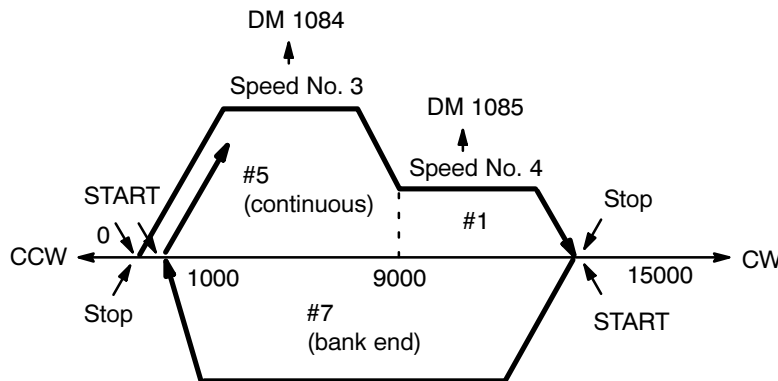 DM 1084
Speed No. 3
DM 1085
Speed No. 4
START
#5
(continuous)
#1
Stop
0
CCW
CW
1000
9000
15000
Stop
#7
(bank end)
START